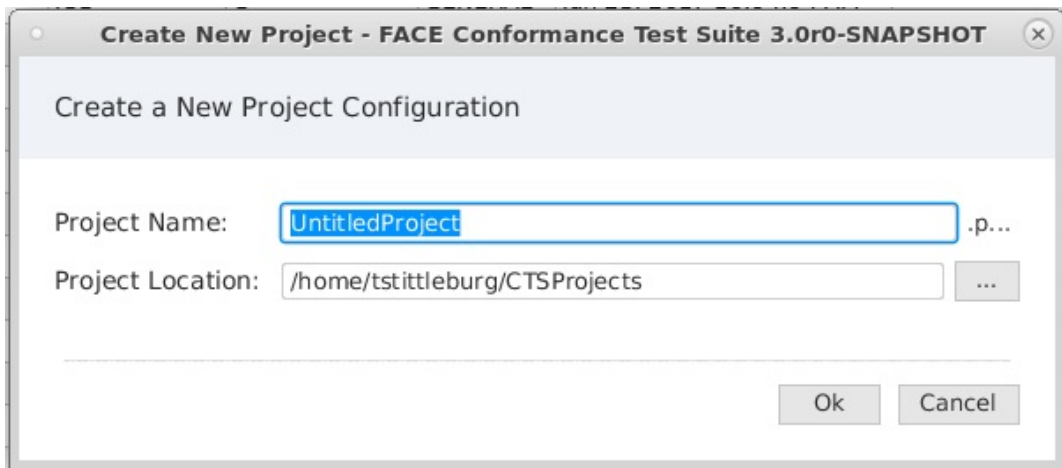 Create New Project - FACE Conformance Test Suite 3.0r0-SNAPSHOT
Create a New Project Configuration
Project Name: UntitledProject .p...
Project Location: /home/tstittleburg/CTSProjects ...
Ok Cancel